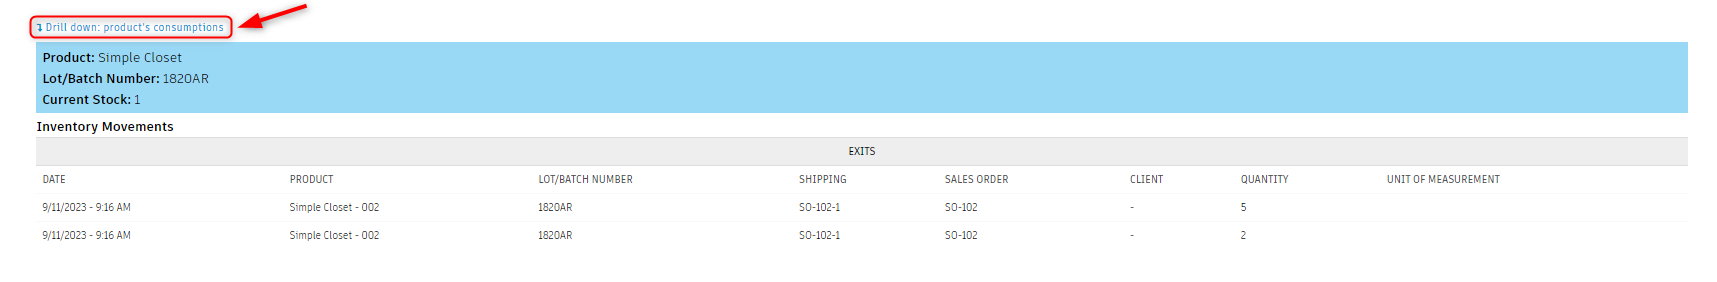 Drill down: product's consumptions
Product: Simple Closet
Lot/Batch Number: 1820AR
Current Stock: 1
Inventory Movements
EXITS
DATE PRODUCT LOT/BATCH NUMBER SHIPPING SALES ORDER CLIENT QUANTITY UNIT OF MEASUREMENT
9/11/2023 - 9:16 AM Simple Closet - 002 1820AR SO-102-1 SO-102 - 5
9/11/2023 - 9:16 AM Simple Closet - 002 1820AR SO-102-1 SO-102 - 2